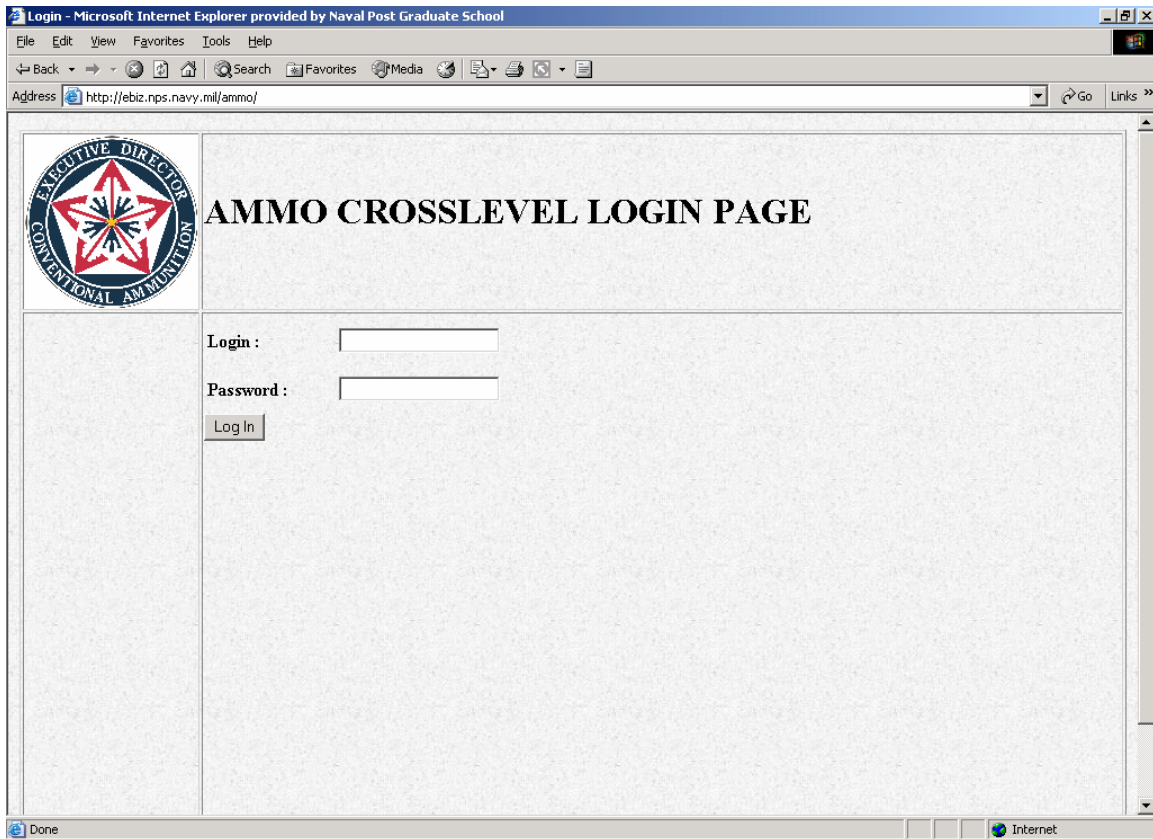 Login - Microsoft Internet Explorer provided by Naval Post Graduate School
File Edit View Favorites Tools Help
Back Search Favorites Media
Address http://ebiz.nps.navy.mil/ammo/ Go Links »
EXECUTIVE DIRECTOR
CONVENTIONAL AMMUNITION
AMMO CROSSLEVEL LOGIN PAGE
Login :
Password :
Log In
Done Internet